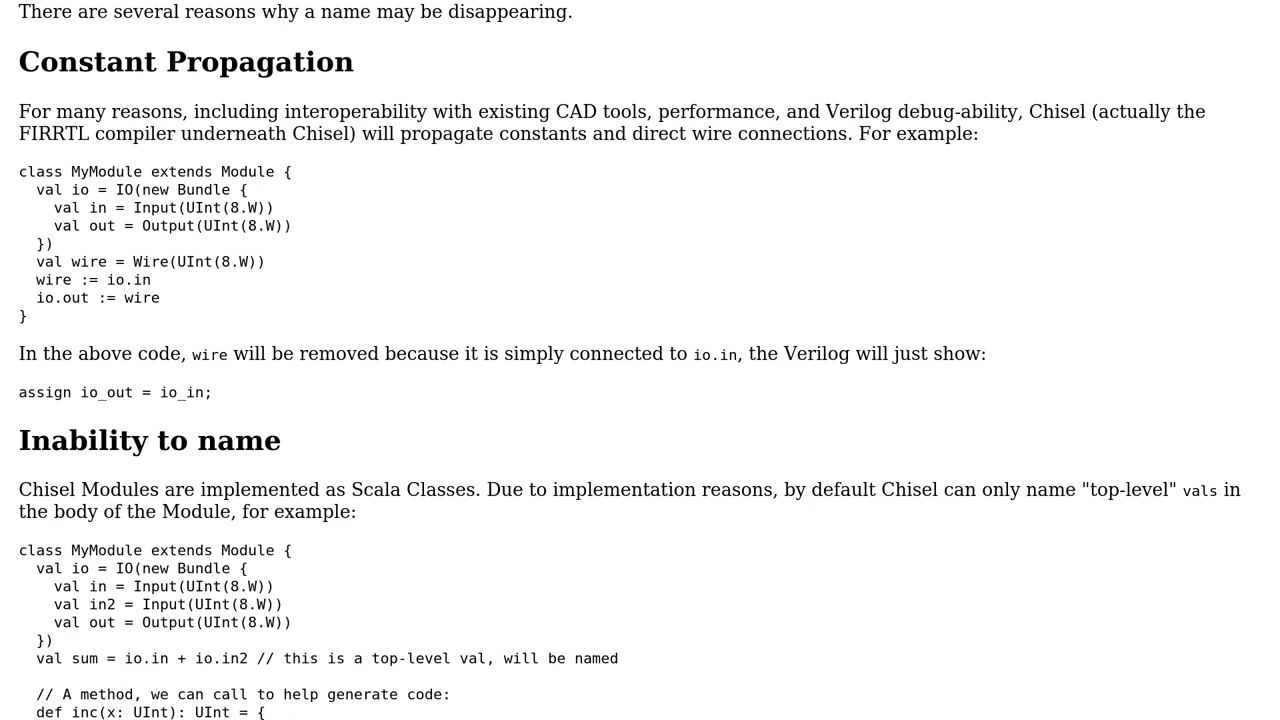 There are several reasons why a name may be disappearing.
Constant Propagation
For many reasons, including interoperability with existing CAD tools, performance, and Verilog debug-ability, Chisel (actually the
FIRRTL compiler underneath Chisel) will propagate constants and direct wire connections. For example:
class MyModule extends Module {
  val io = IO(new Bundle {
    val in = Input(UInt(8.W))
    val out = Output(UInt(8.W))
  })
  val wire = Wire(UInt(8.W))
  wire := io.in
  io.out := wire
}
In the above code, wire will be removed because it is simply connected to io.in, the Verilog will just show:
assign io_out = io_in;
Inability to name
Chisel Modules are implemented as Scala Classes. Due to implementation reasons, by default Chisel can only name "top-level" vals in
the body of the Module, for example:
class MyModule extends Module {
  val io = IO(new Bundle {
    val in = Input(UInt(8.W))
    val in2 = Input(UInt(8.W))
    val out = Output(UInt(8.W))
  })
  val sum = io.in + io.in2 // this is a top-level val, will be named
  // A method, we can call to help generate code:
  def inc(x: UInt): UInt = {